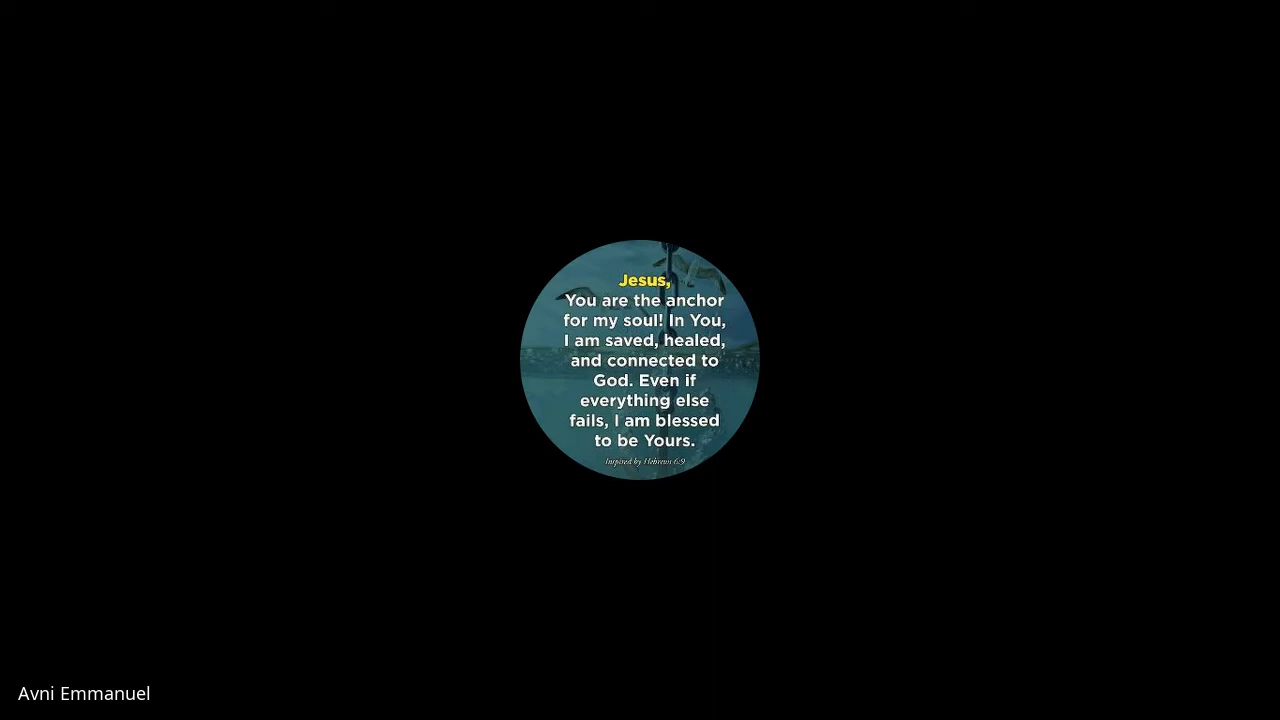 Jesus,
You are the anchor
for my soul! In You,
I am saved, healed,
and connected to
God. Even if
everything else
fails, I am blessed
to be Yours.
Inspired by Hebrews 6:9
Avni Emmanuel